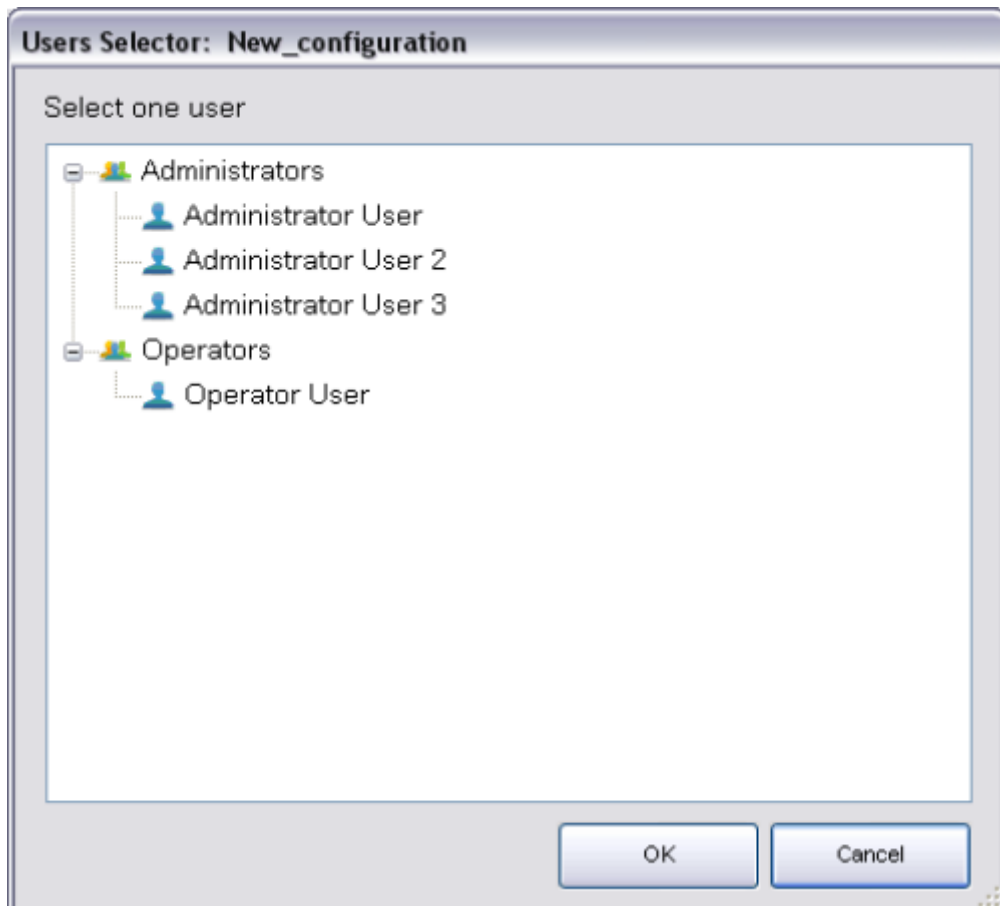 Users Selector: New_configuration
Select one user
Administrators
Administrator User
Administrator User 2
Administrator User 3
Operators
Operator User
OK
Cancel